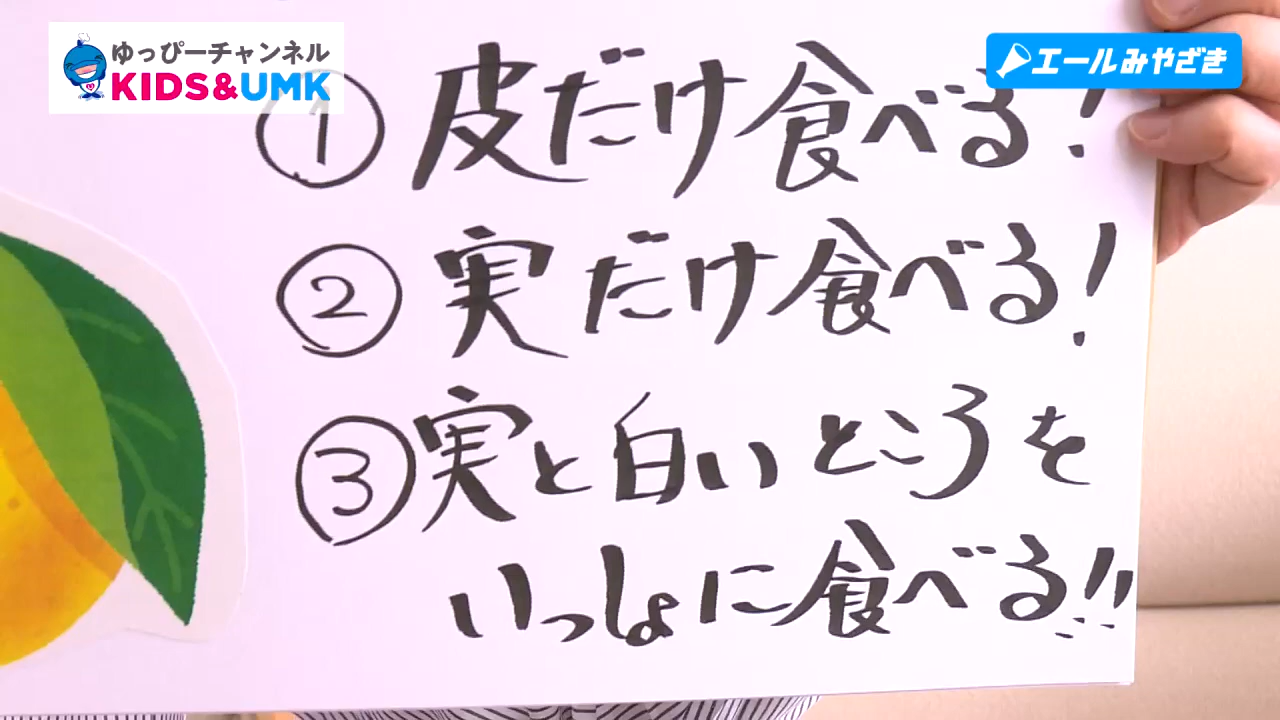 ゆっぴーチャンネル
KIDS&UMK
エールみやざき
① 皮だけ食べる!
② 実だけ食べる!
③ 実と白いところを
いっしょに食べる!!